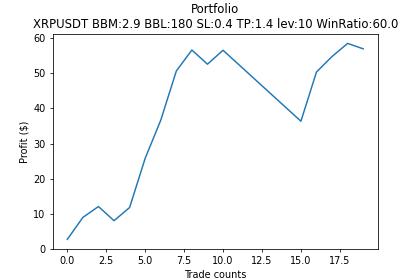 Portfolio
XRPUSDT BBM:2.9 BBL:180 SL:0.4 TP:1.4 lev:10 WinRatio:60.0
60
50
40
30
20
10
0
Profit ($)
0.0 2.5 5.0 7.5 10.0 12.5 15.0 17.5
Trade counts